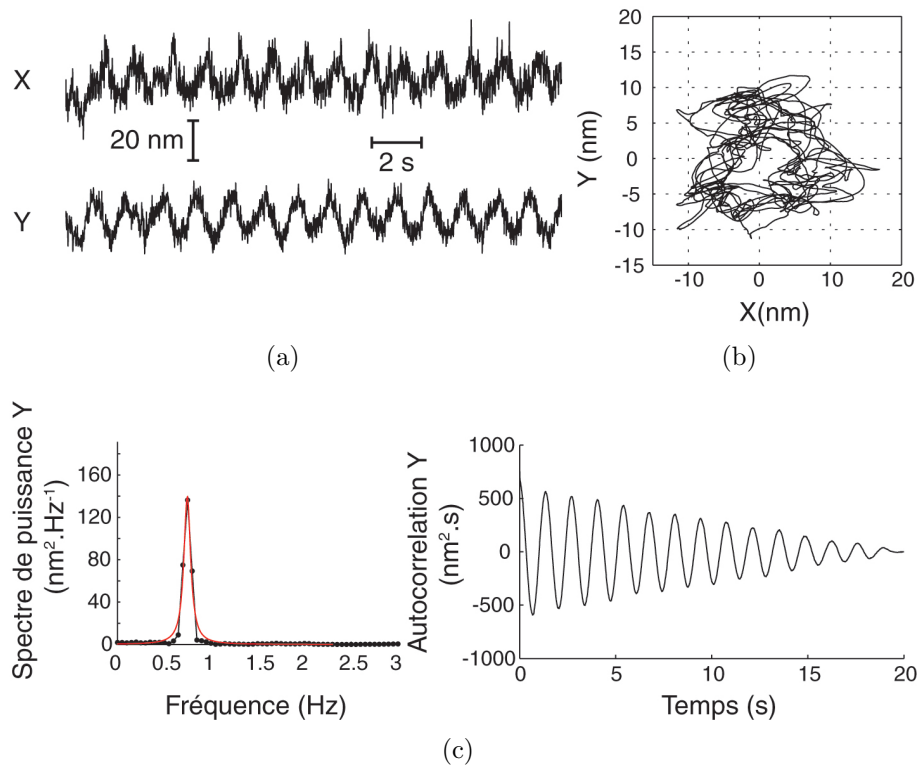 X
20 nm
2 s
Y
(a)
20
15
10
5
0
-5
-10
-15
Y (nm)
-10 0 10 20
X(nm)
(b)
Spectre de puissance Y
(nm².Hz⁻¹)
160
120
80
40
0
0 0.5 1 1.5 2 2.5 3
Fréquence (Hz)
Autocorrelation Y
(nm².s)
1000
500
0
-500
-1000
0 5 10 15 20
Temps (s)
(c)